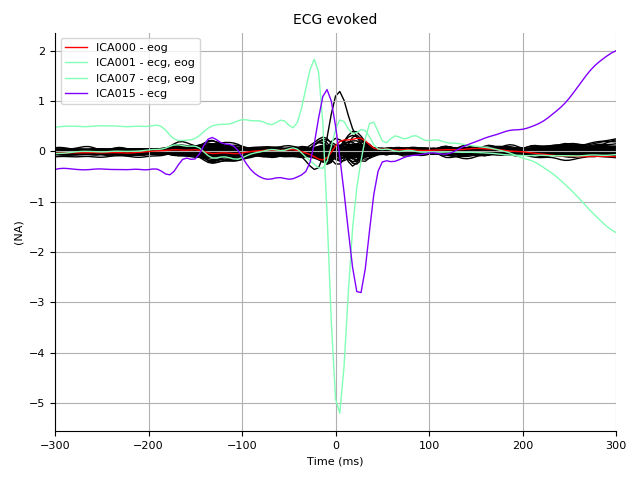 ECG evoked
ICA000 - eog
ICA001 - ecg, eog
ICA007 - ecg, eog
ICA015 - ecg
2
1
0
−1
−2
−3
−4
−5
(NA)
−300 −200 −100 0 100 200 300
Time (ms)